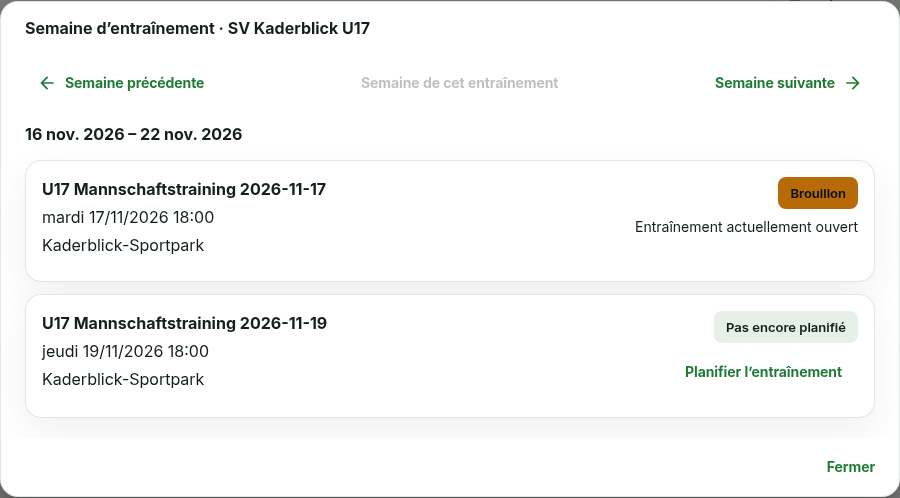 Semaine d’entraînement · SV Kaderblick U17
← Semaine précédente
Semaine de cet entraînement
Semaine suivante →
16 nov. 2026 – 22 nov. 2026
U17 Mannschaftstraining 2026-11-17
Brouillon
mardi 17/11/2026 18:00
Entraînement actuellement ouvert
Kaderblick-Sportpark
U17 Mannschaftstraining 2026-11-19
Pas encore planifié
jeudi 19/11/2026 18:00
Planifier l’entraînement
Kaderblick-Sportpark
Fermer